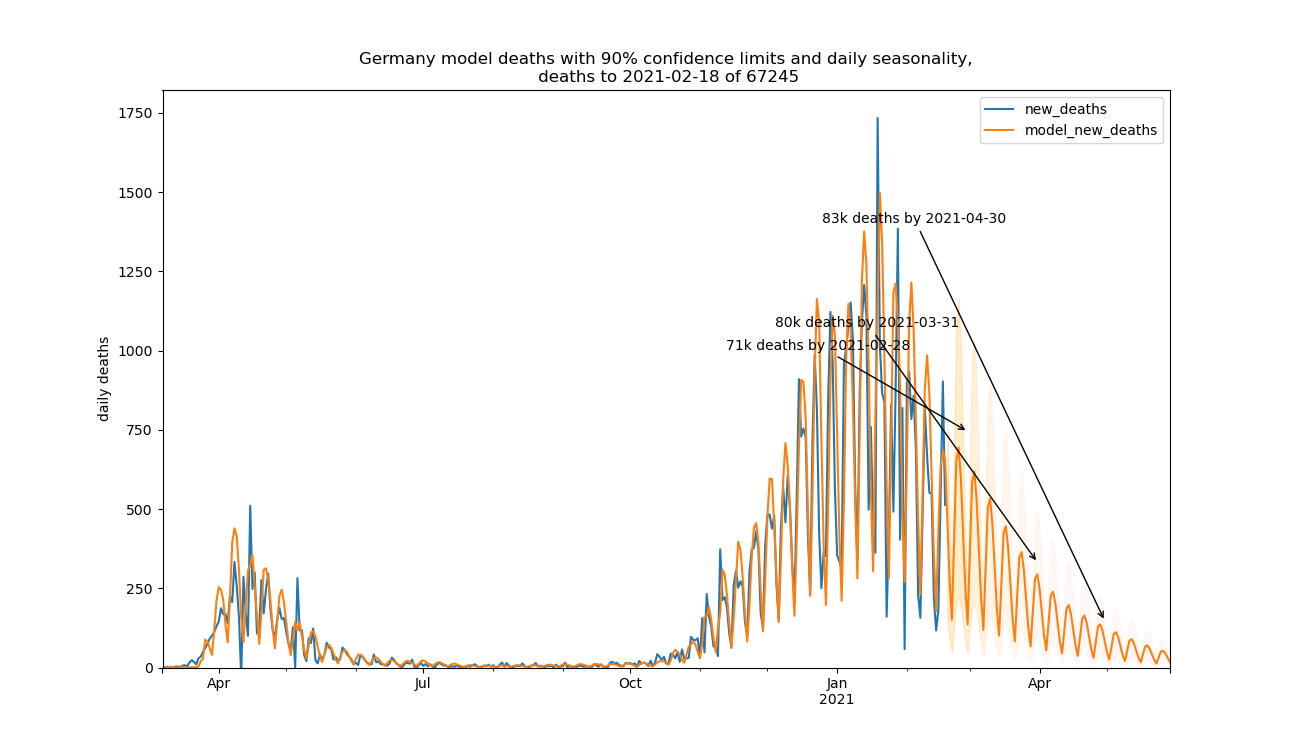 Germany model deaths with 90% confidence limits and daily seasonality,
deaths to 2021-02-18 of 67245
new_deaths
model_new_deaths
daily deaths
1750
1500
1250
1000
750
500
250
0
83k deaths by 2021-04-30
80k deaths by 2021-03-31
71k deaths by 2021-02-28
Apr
Jul
Oct
Jan
2021
Apr